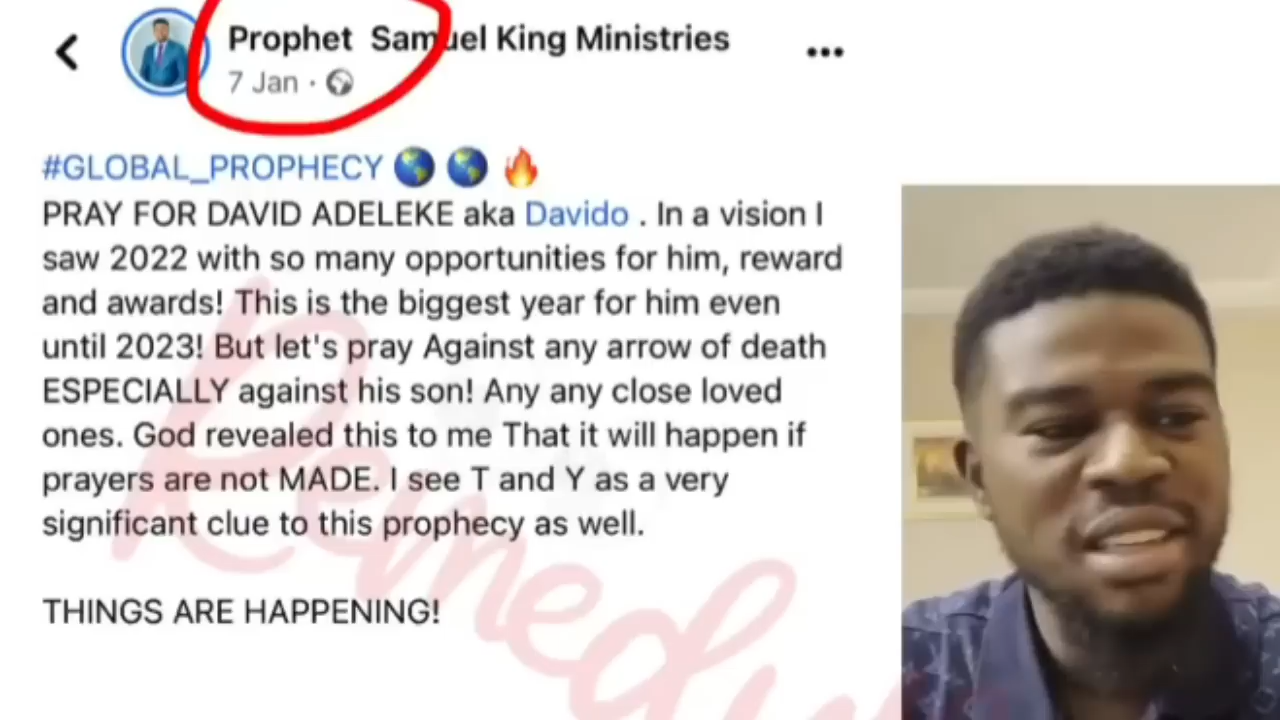 Prophet Samuel King Ministries
7 Jan ·
#GLOBAL_PROPHECY 🌎 🌎 🔥
PRAY FOR DAVID ADELEKE aka Davido . In a vision I
saw 2022 with so many opportunities for him, reward
and awards! This is the biggest year for him even
until 2023! But let's pray Against any arrow of death
ESPECIALLY against his son! Any any close loved
ones. God revealed this to me That it will happen if
prayers are not MADE. I see T and Y as a very
significant clue to this prophecy as well.
THINGS ARE HAPPENING!